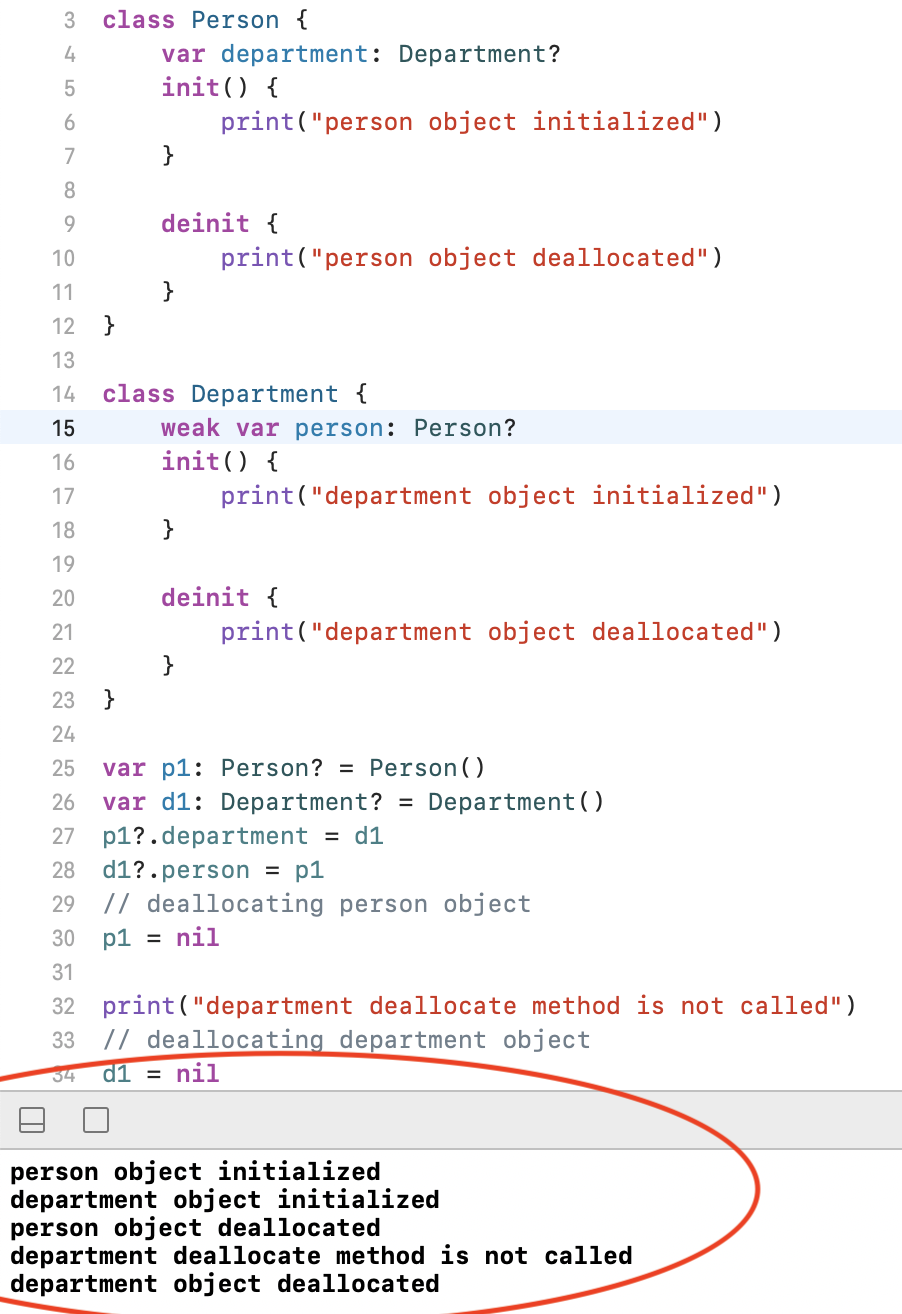 3 class Person {
4 var department: Department?
5 init() {
6 print("person object initialized")
7 }
8
9 deinit {
10 print("person object deallocated")
11 }
12 }
13
14 class Department {
15 weak var person: Person?
16 init() {
17 print("department object initialized")
18 }
19
20 deinit {
21 print("department object deallocated")
22 }
23 }
24
25 var p1: Person? = Person()
26 var d1: Department? = Department()
27 p1?.department = d1
28 d1?.person = p1
29 // deallocating person object
30 p1 = nil
31
32 print("department deallocate method is not called")
33 // deallocating department object
34 d1 = nil
person object initialized
department object initialized
person object deallocated
department deallocate method is not called
department object deallocated